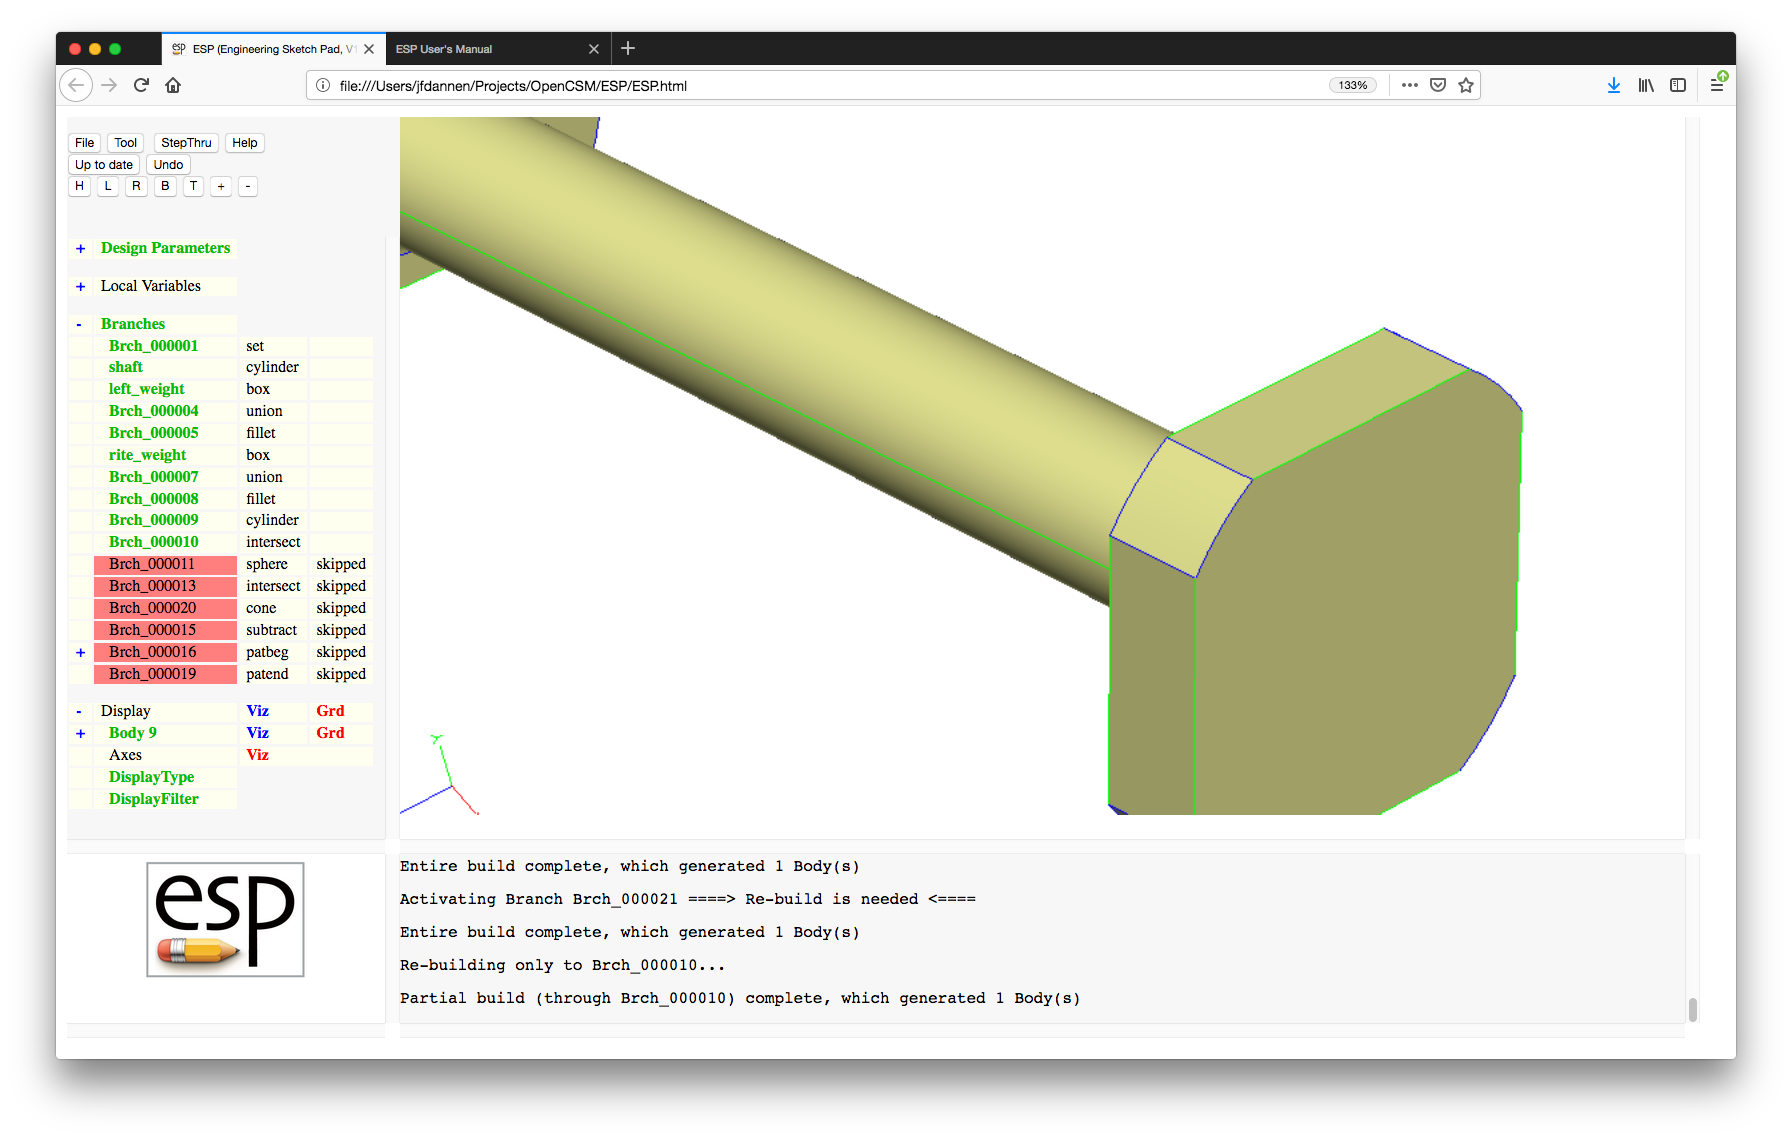 ESP (Engineering Sketch Pad, V1
ESP User's Manual
file:///Users/jfdannen/Projects/OpenCSM/ESP/ESP.html 133%
File Tool StepThru Help
Up to date Undo
H L R B T + -
+ Design Parameters
+ Local Variables
- Branches
Brch_000001 set
shaft cylinder
left_weight box
Brch_000004 union
Brch_000005 fillet
rite_weight box
Brch_000007 union
Brch_000008 fillet
Brch_000009 cylinder
Brch_000010 intersect
Brch_000011 sphere skipped
Brch_000013 intersect skipped
Brch_000020 cone skipped
Brch_000015 subtract skipped
+ Brch_000016 patbeg skipped
Brch_000019 patend skipped
- Display Viz Grd
+ Body 9 Viz Grd
Axes Viz
DisplayType
DisplayFilter
Y
esp
Entire build complete, which generated 1 Body(s)
Activating Branch Brch_000021 ====> Re-build is needed <====
Entire build complete, which generated 1 Body(s)
Re-building only to Brch_000010...
Partial build (through Brch_000010) complete, which generated 1 Body(s)